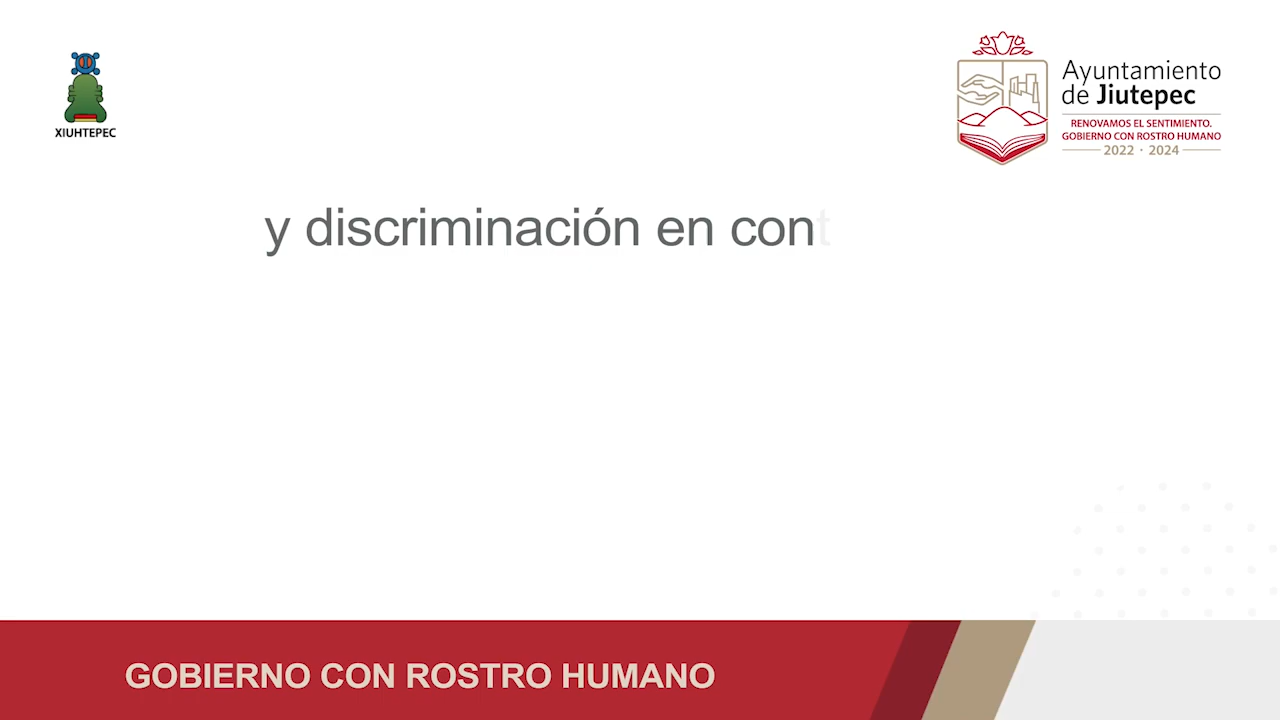 XIUHTEPEC
Ayuntamiento
de Jiutepec
RENOVAMOS EL SENTIMIENTO.
GOBIERNO CON ROSTRO HUMANO
2022 · 2024
y discriminación en cont
GOBIERNO CON ROSTRO HUMANO